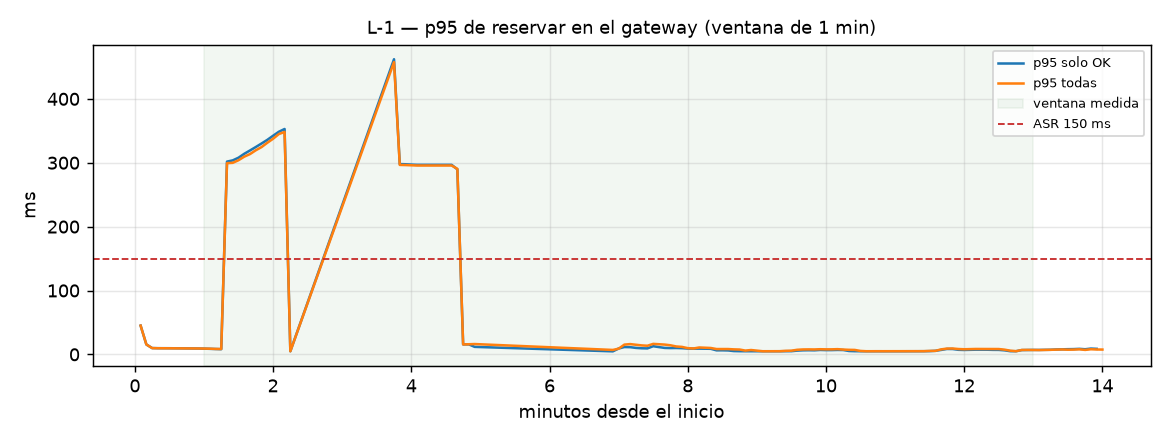 L-1 — p95 de reservar en el gateway (ventana de 1 min)
p95 solo OK
p95 todas
ventana medida
ASR 150 ms
400
300
200
100
0
ms
0 2 4 6 8 10 12 14
minutos desde el inicio